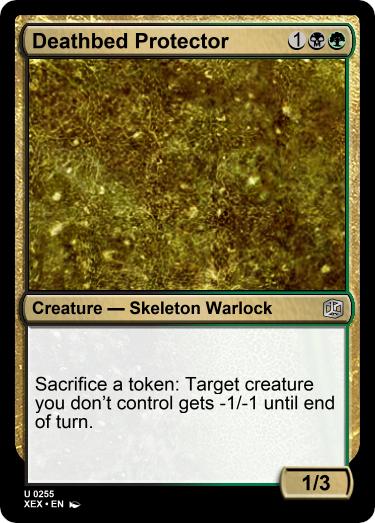 Deathbed Protector 1
Creature — Skeleton Warlock
Sacrifice a token: Target creature
you don't control gets -1/-1 until end
of turn.
1/3
U 0255
XEX • EN